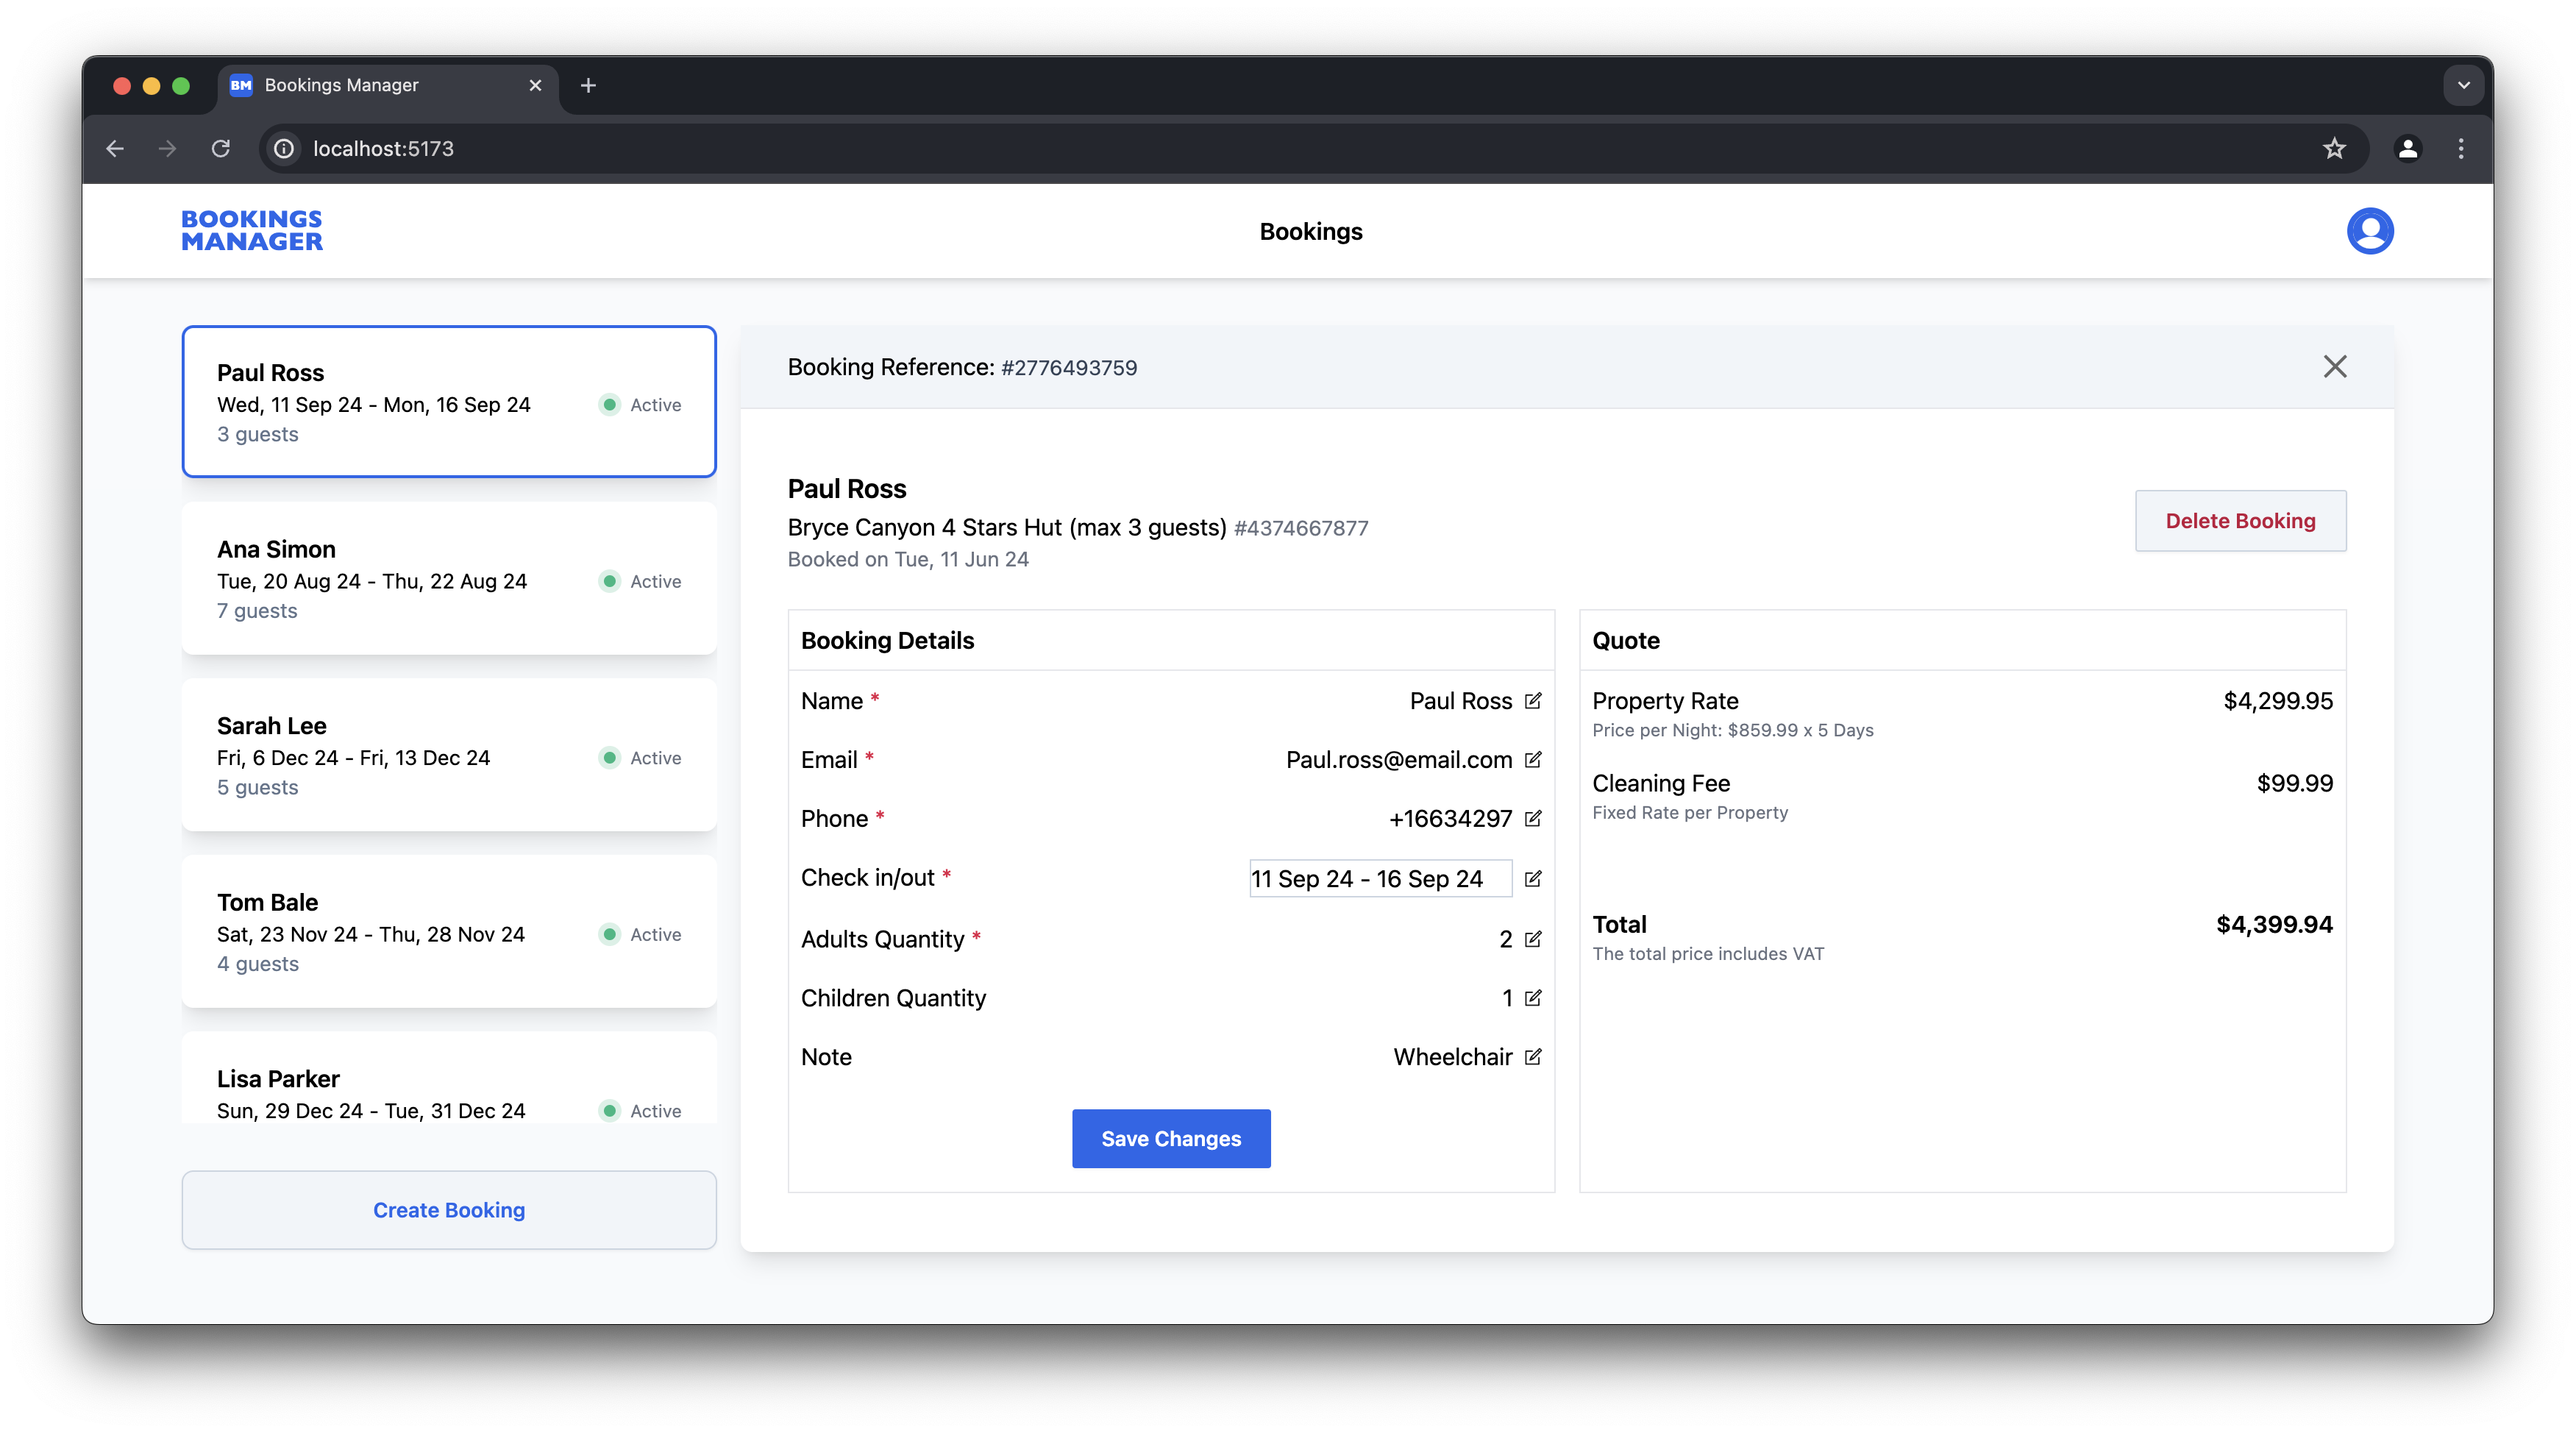 BM Bookings Manager
localhost:5173
BOOKINGS
MANAGER
Bookings
Paul Ross
Wed, 11 Sep 24 - Mon, 16 Sep 24
Active
3 guests
Ana Simon
Tue, 20 Aug 24 - Thu, 22 Aug 24
Active
7 guests
Sarah Lee
Fri, 6 Dec 24 - Fri, 13 Dec 24
Active
5 guests
Tom Bale
Sat, 23 Nov 24 - Thu, 28 Nov 24
Active
4 guests
Lisa Parker
Sun, 29 Dec 24 - Tue, 31 Dec 24
Active
Create Booking
Booking Reference: #2776493759
Paul Ross
Bryce Canyon 4 Stars Hut (max 3 guests) #4374667877
Booked on Tue, 11 Jun 24
Delete Booking
Booking Details
Name * Paul Ross
Email * Paul.ross@email.com
Phone * +16634297
Check in/out * 11 Sep 24 - 16 Sep 24
Adults Quantity * 2
Children Quantity 1
Note Wheelchair
Save Changes
Quote
Property Rate $4,299.95
Price per Night: $859.99 x 5 Days
Cleaning Fee $99.99
Fixed Rate per Property
Total $4,399.94
The total price includes VAT